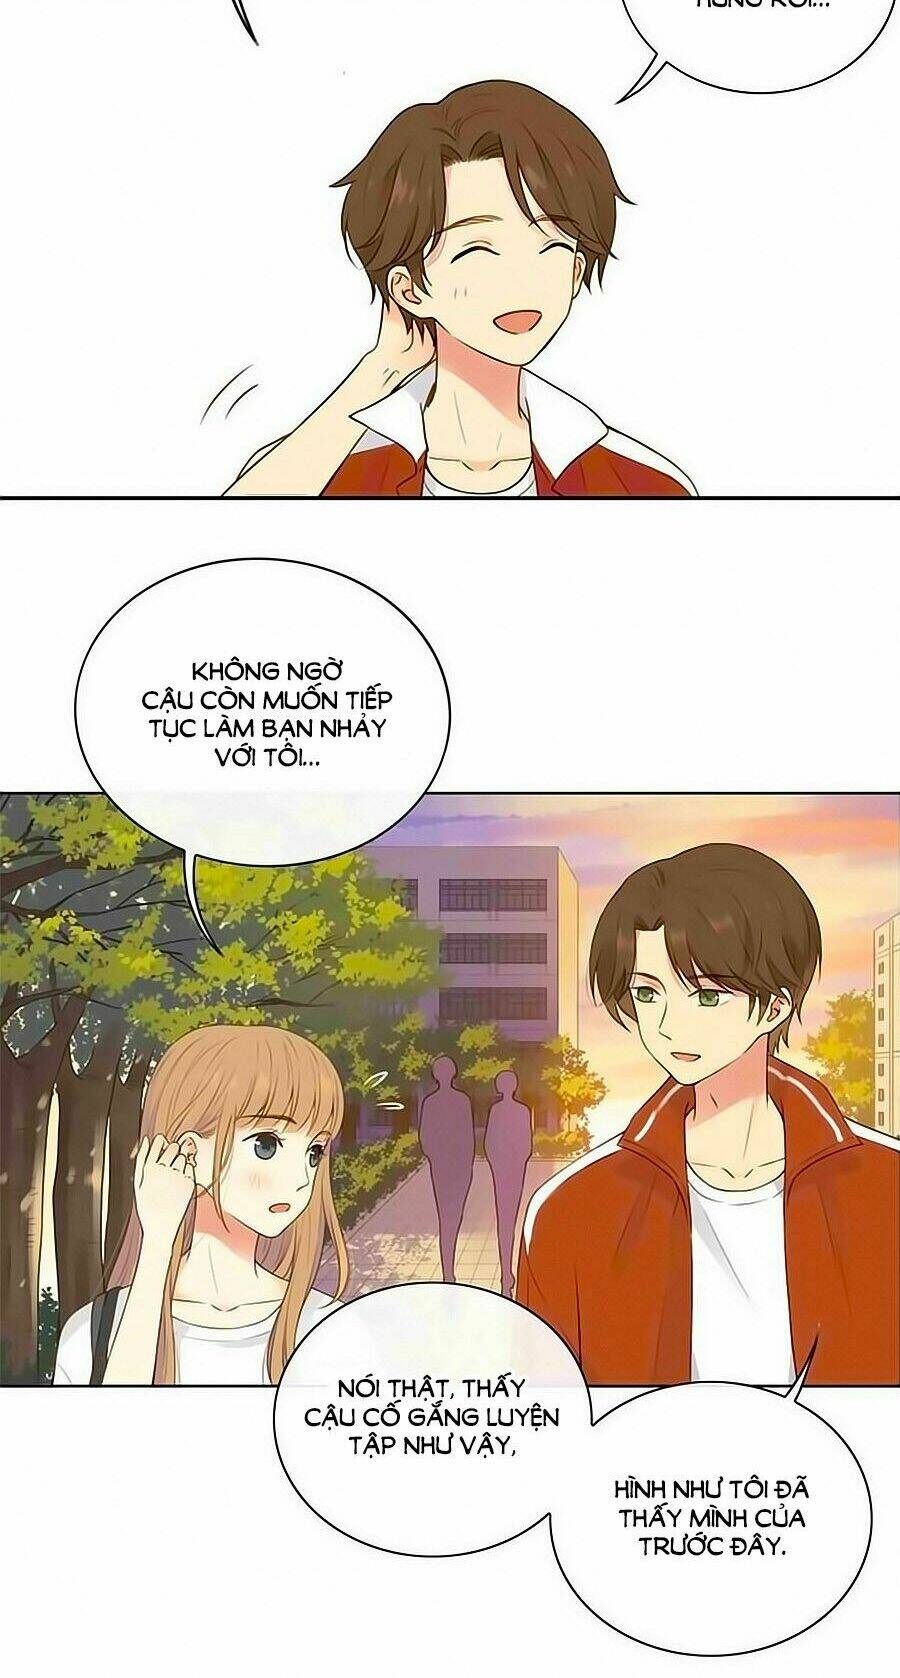 RỒI...
KHÔNG NGỜ
CẬU CÒN MUỐN TIẾP
TỤC LÀM BẠN NHẢY
VỚI TÔI...
NÓI THẬT, THẤY
CẬU CỐ GẮNG LUYỆN
TẬP NHƯ VẬY,
HÌNH NHƯ TÔI ĐÃ
THẤY MÌNH CỦA
TRƯỚC ĐÂY.